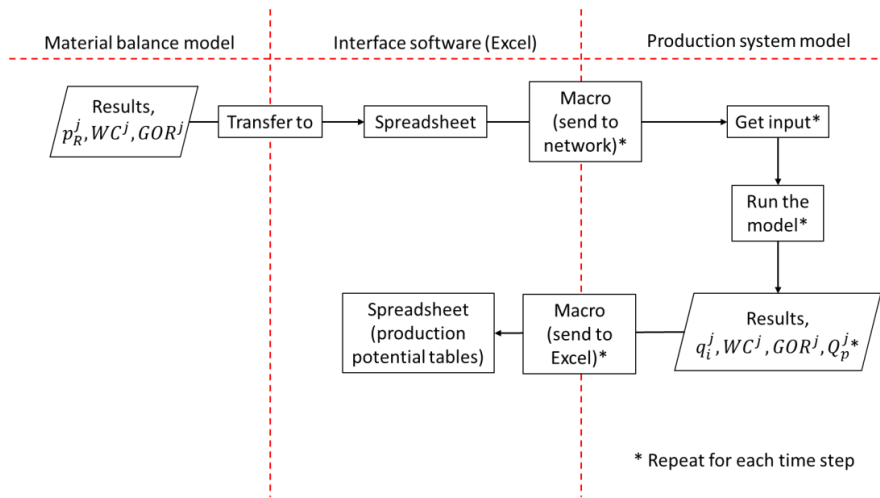 Material balance model
Interface software (Excel)
Production system model
Results,
p_R^j, WC^j, GOR^j
Transfer to
Spreadsheet
Macro
(send to
network)*
Get input*
Run the
model*
Results,
q_i^j, WC^j, GOR^j, Q_p^j*
Macro
(send to
Excel)*
Spreadsheet
(production
potential tables)
* Repeat for each time step